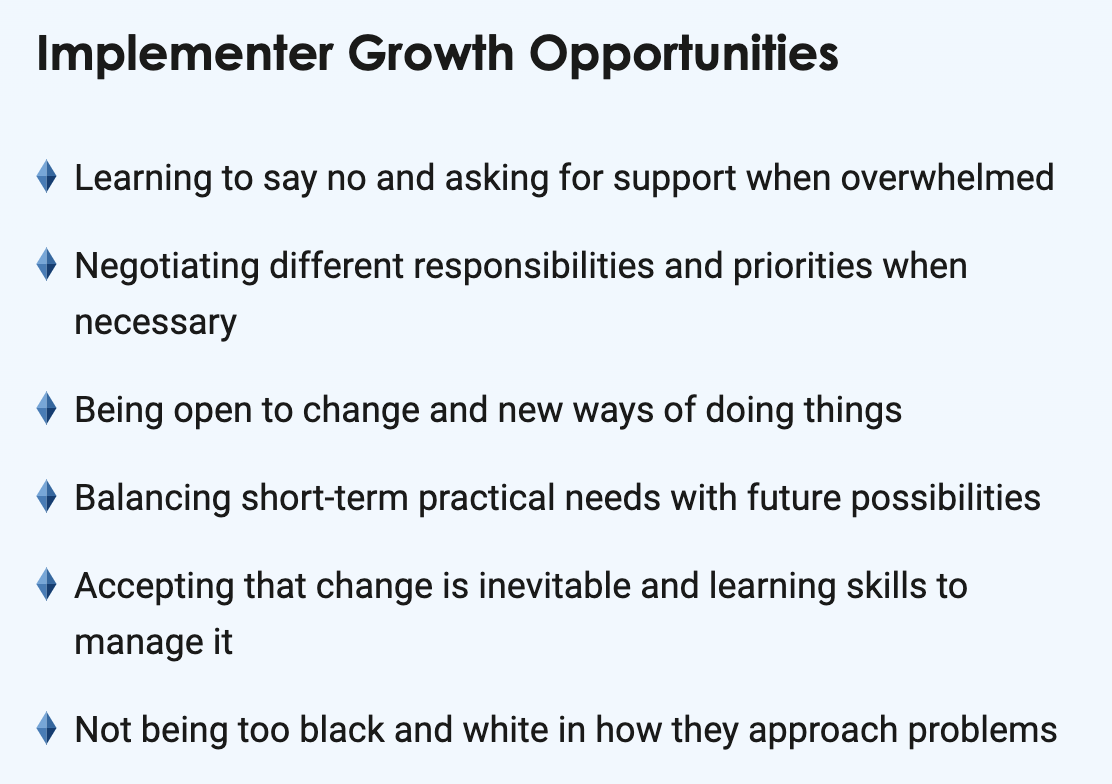 Implementer Growth Opportunities
Learning to say no and asking for support when overwhelmed
Negotiating different responsibilities and priorities when
necessary
Being open to change and new ways of doing things
Balancing short-term practical needs with future possibilities
Accepting that change is inevitable and learning skills to
manage it
Not being too black and white in how they approach problems